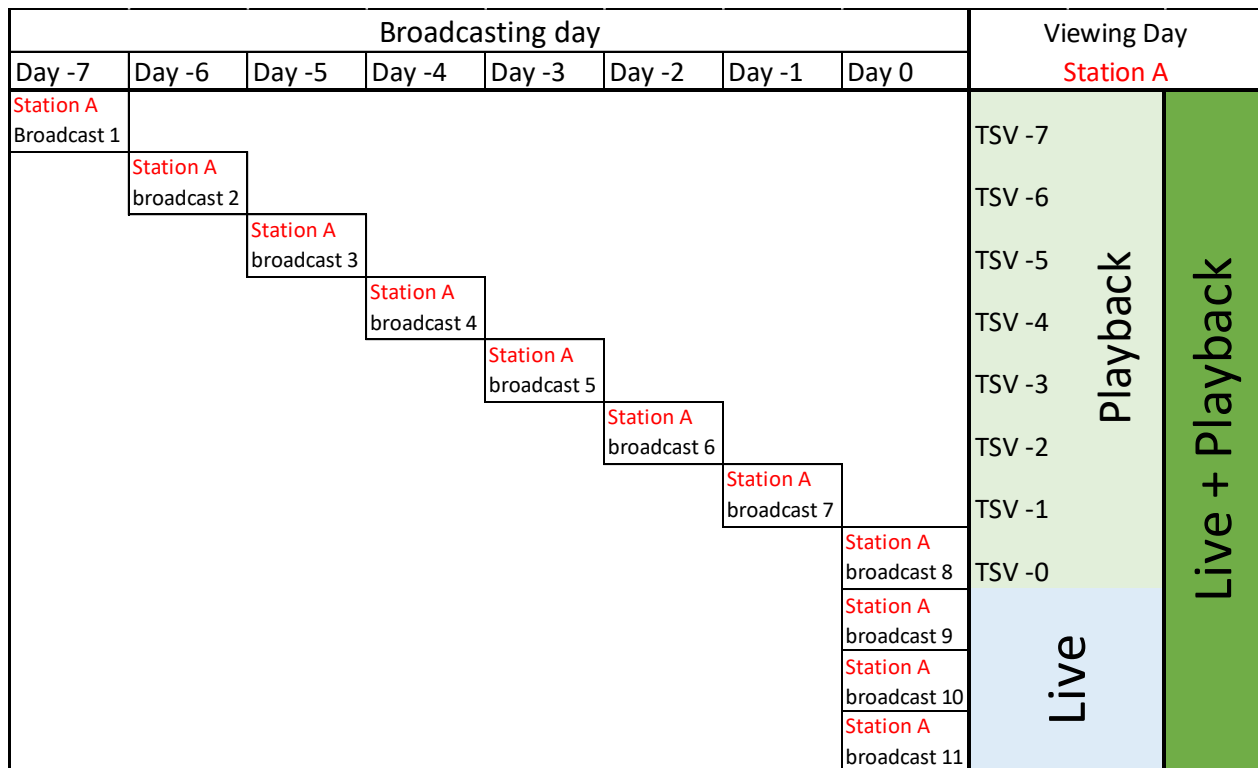 Broadcasting day
Viewing Day
Day -7 Day -6 Day -5 Day -4 Day -3 Day -2 Day -1 Day 0
Station A
Station A
Broadcast 1
TSV -7
Station A
broadcast 2
TSV -6
Station A
broadcast 3
TSV -5
Station A
broadcast 4
TSV -4
Station A
broadcast 5
TSV -3
Station A
broadcast 6
TSV -2
Station A
broadcast 7
TSV -1
Station A
broadcast 8
TSV -0
Station A
broadcast 9
Station A
broadcast 10
Station A
broadcast 11
Playback
Live
Live + Playback